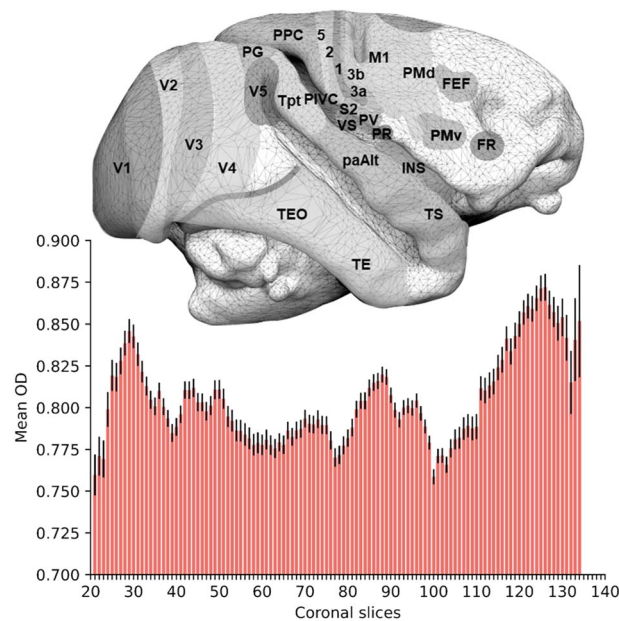 PPC 5
PG 2 M1
1 3b PMd
V2 V5 Tpt PIVC 3a FEF
S2
VS PV
PR PMv FR
V3
V1 V4 paAlt INS
TEO TS
TE
0.900
0.875
0.850
0.825
0.800
0.775
0.750
0.725
0.700
Mean OD
20 30 40 50 60 70 80 90 100 110 120 130 140
Coronal slices